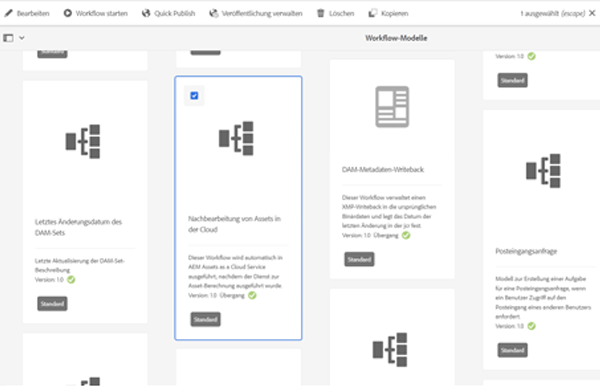 Bearbeiten
Workflow starten
Quick Publish
Veröffentlichung verwalten
Löschen
Kopieren
1 ausgewählt (escape)
Workflow-Modelle
Standard
Letztes Änderungsdatum des
DAM-Sets
Letzte Aktualisierung der DAM-Set-
Beschreibung
Version: 1.0
Standard
Nachbearbeitung von Assets in
der Cloud
Dieser Workflow wird automatisch in
AEM Assets as a Cloud Service
ausgeführt, nachdem der Dienst zur
Asset-Berechnung ausgeführt wurde.
Version: 1.0 Übergang
Standard
DAM-Metadaten-Writeback
Dieser Workflow verwaltet einen
XMP-Writeback in die ursprünglichen
Binärdaten und legt das Datum der
letzten Änderung in der jcr fest
Version: 1.0 Übergang
Standard
Version: 1.0
Standard
Posteingangsanfrage
Modell zur Erstellung einer Aufgabe
für eine Posteingangsanfrage, wenn
ein Benutzer Zugriff auf den
Posteingang eines anderen Benutzers
anfordert
Version: 1.0
Standard